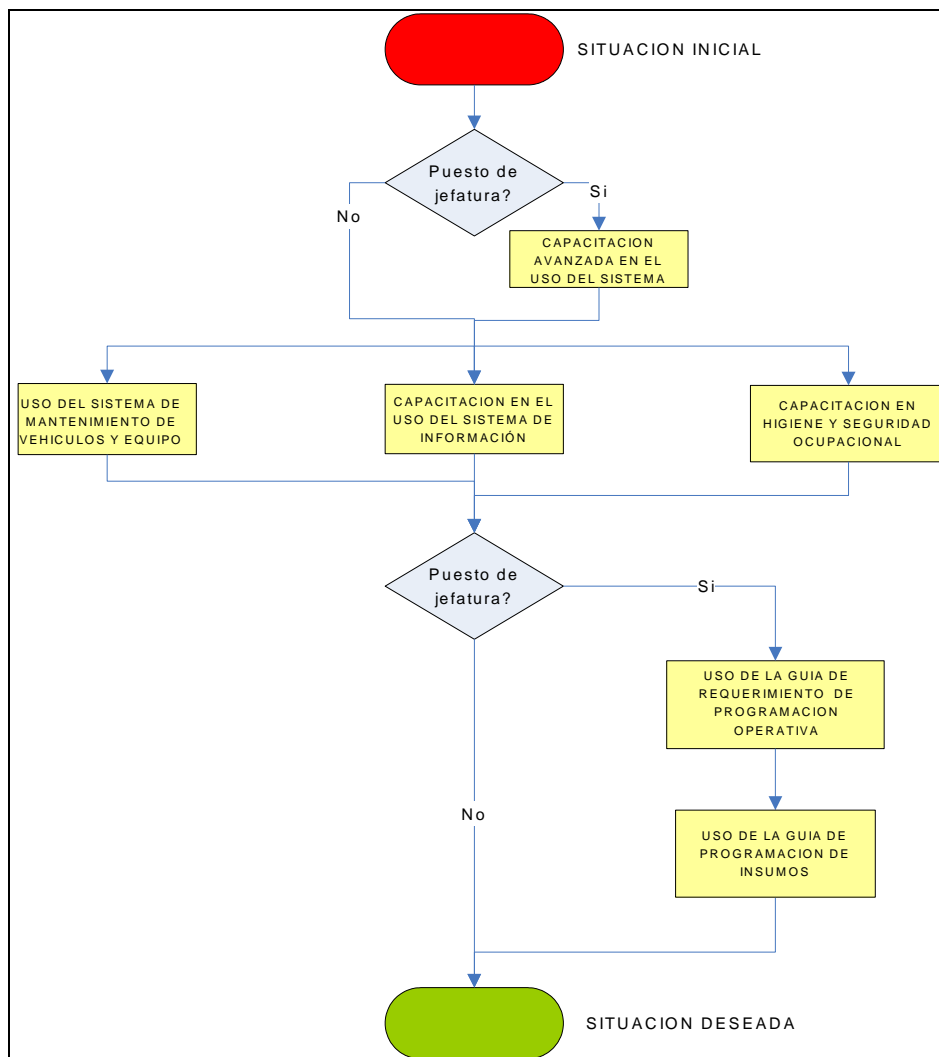 SITUACION INICIAL
Puesto de
jefatura?
Si
No
CAPACITACION
AVANZADA EN EL
USO DEL SISTEMA
USO DEL SISTEMA DE
MANTENIMIENTO DE
VEHICULOS Y EQUIPO
CAPACITACION EN EL
USO DEL SISTEMA DE
INFORMACIÓN
CAPACITACION EN
HIGIENE Y SEGURIDAD
OCUPACIONAL
Puesto de
jefatura?
Si
USO DE LA GUIA DE
REQUERIMIENTO DE
PROGRAMACION
OPERATIVA
No
USO DE LA GUIA DE
PROGRAMACION DE
INSUMOS
SITUACION DESEADA